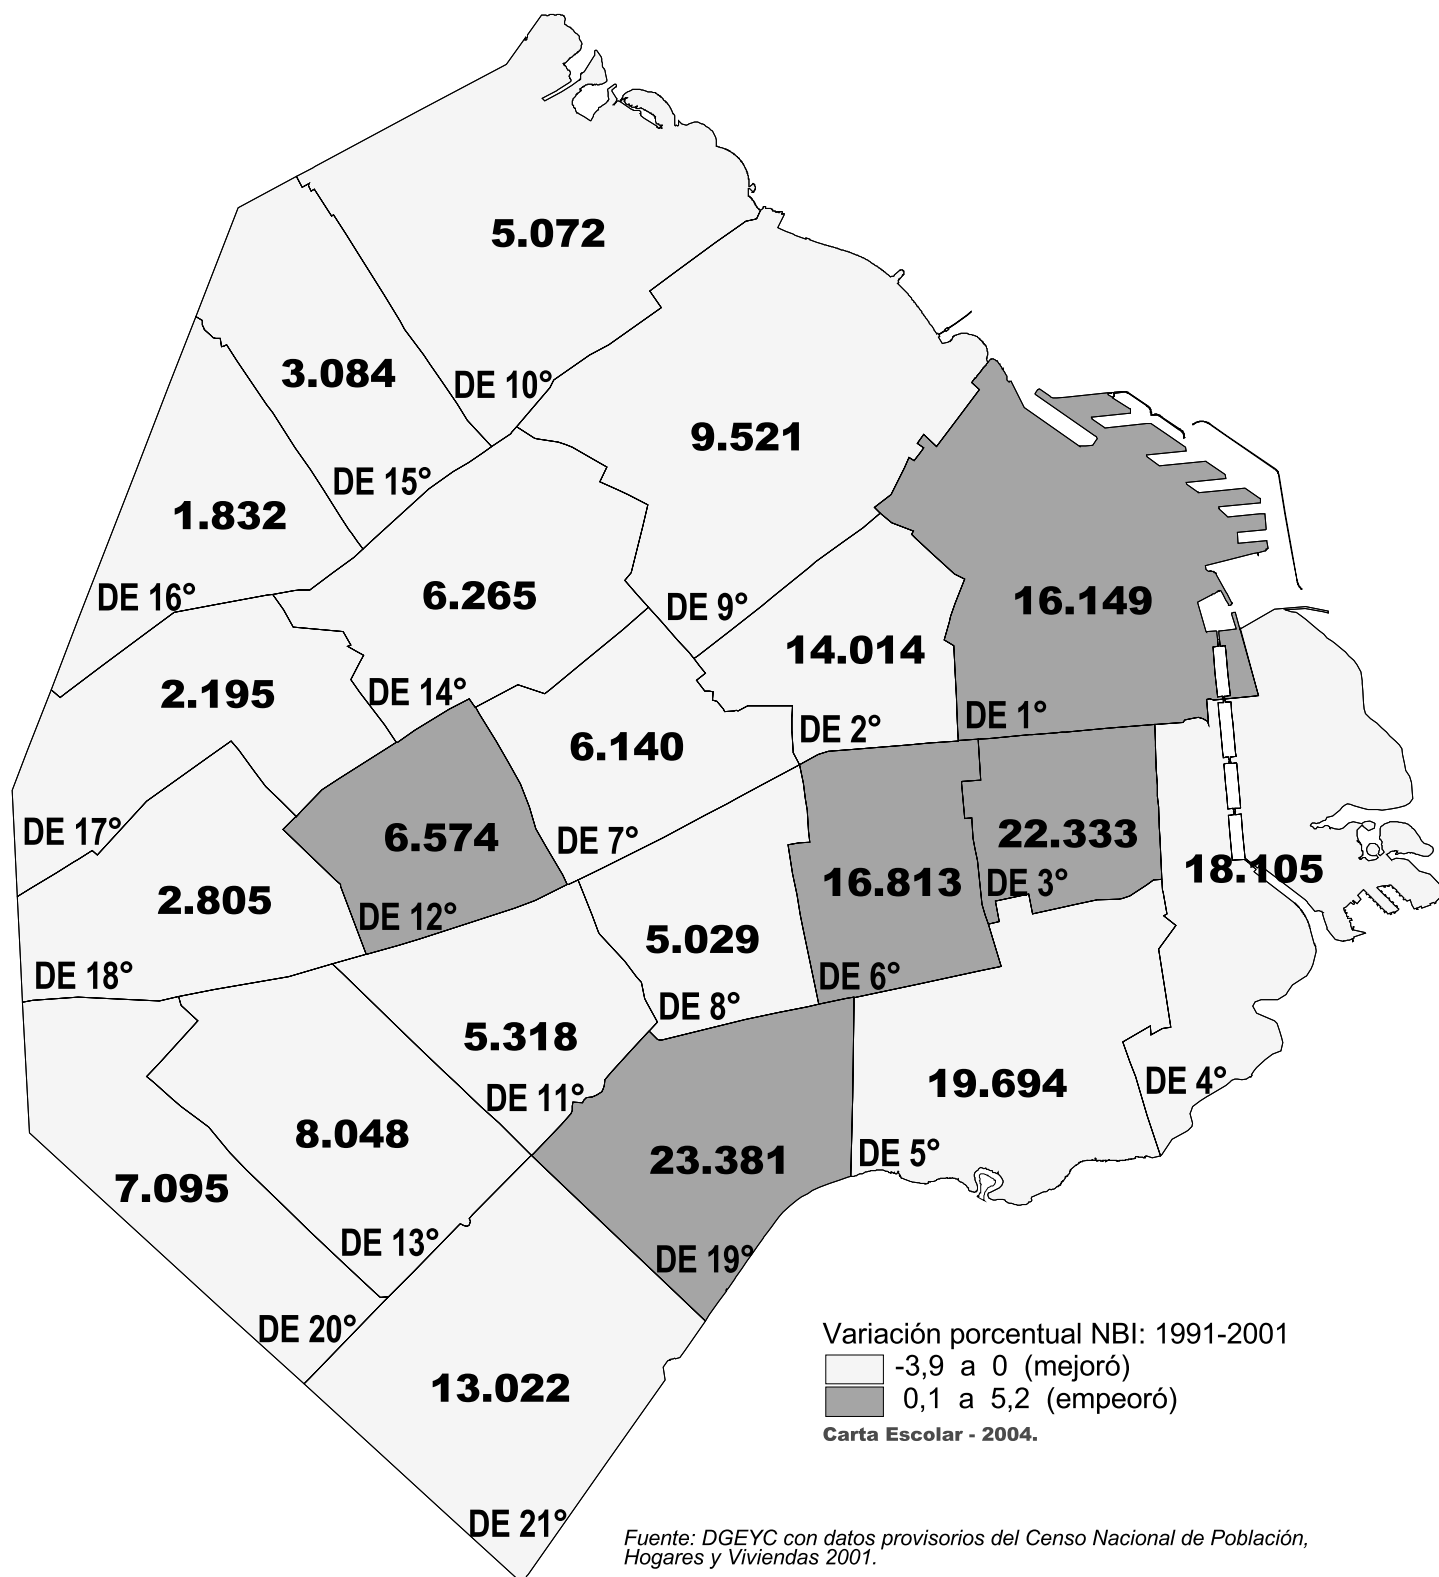 5.072
DE 10°
3.084
DE 15°
9.521
DE 9°
1.832
DE 16°
6.265
DE 14°
16.149
DE 1°
14.014
DE 2°
2.195
DE 17°
6.140
DE 7°
6.574
DE 12°
22.333
DE 3°
16.813
DE 6°
18.105
DE 4°
2.805
DE 18°
5.029
DE 8°
5.318
DE 11°
19.694
DE 5°
8.048
DE 13°
23.381
DE 19°
7.095
DE 20°
13.022
DE 21°
Variación porcentual NBI: 1991-2001
-3,9 a 0 (mejoró)
0,1 a 5,2 (empeoró)
Carta Escolar - 2004.
Fuente: DGEYC con datos provisorios del Censo Nacional de Población,
Hogares y Viviendas 2001.